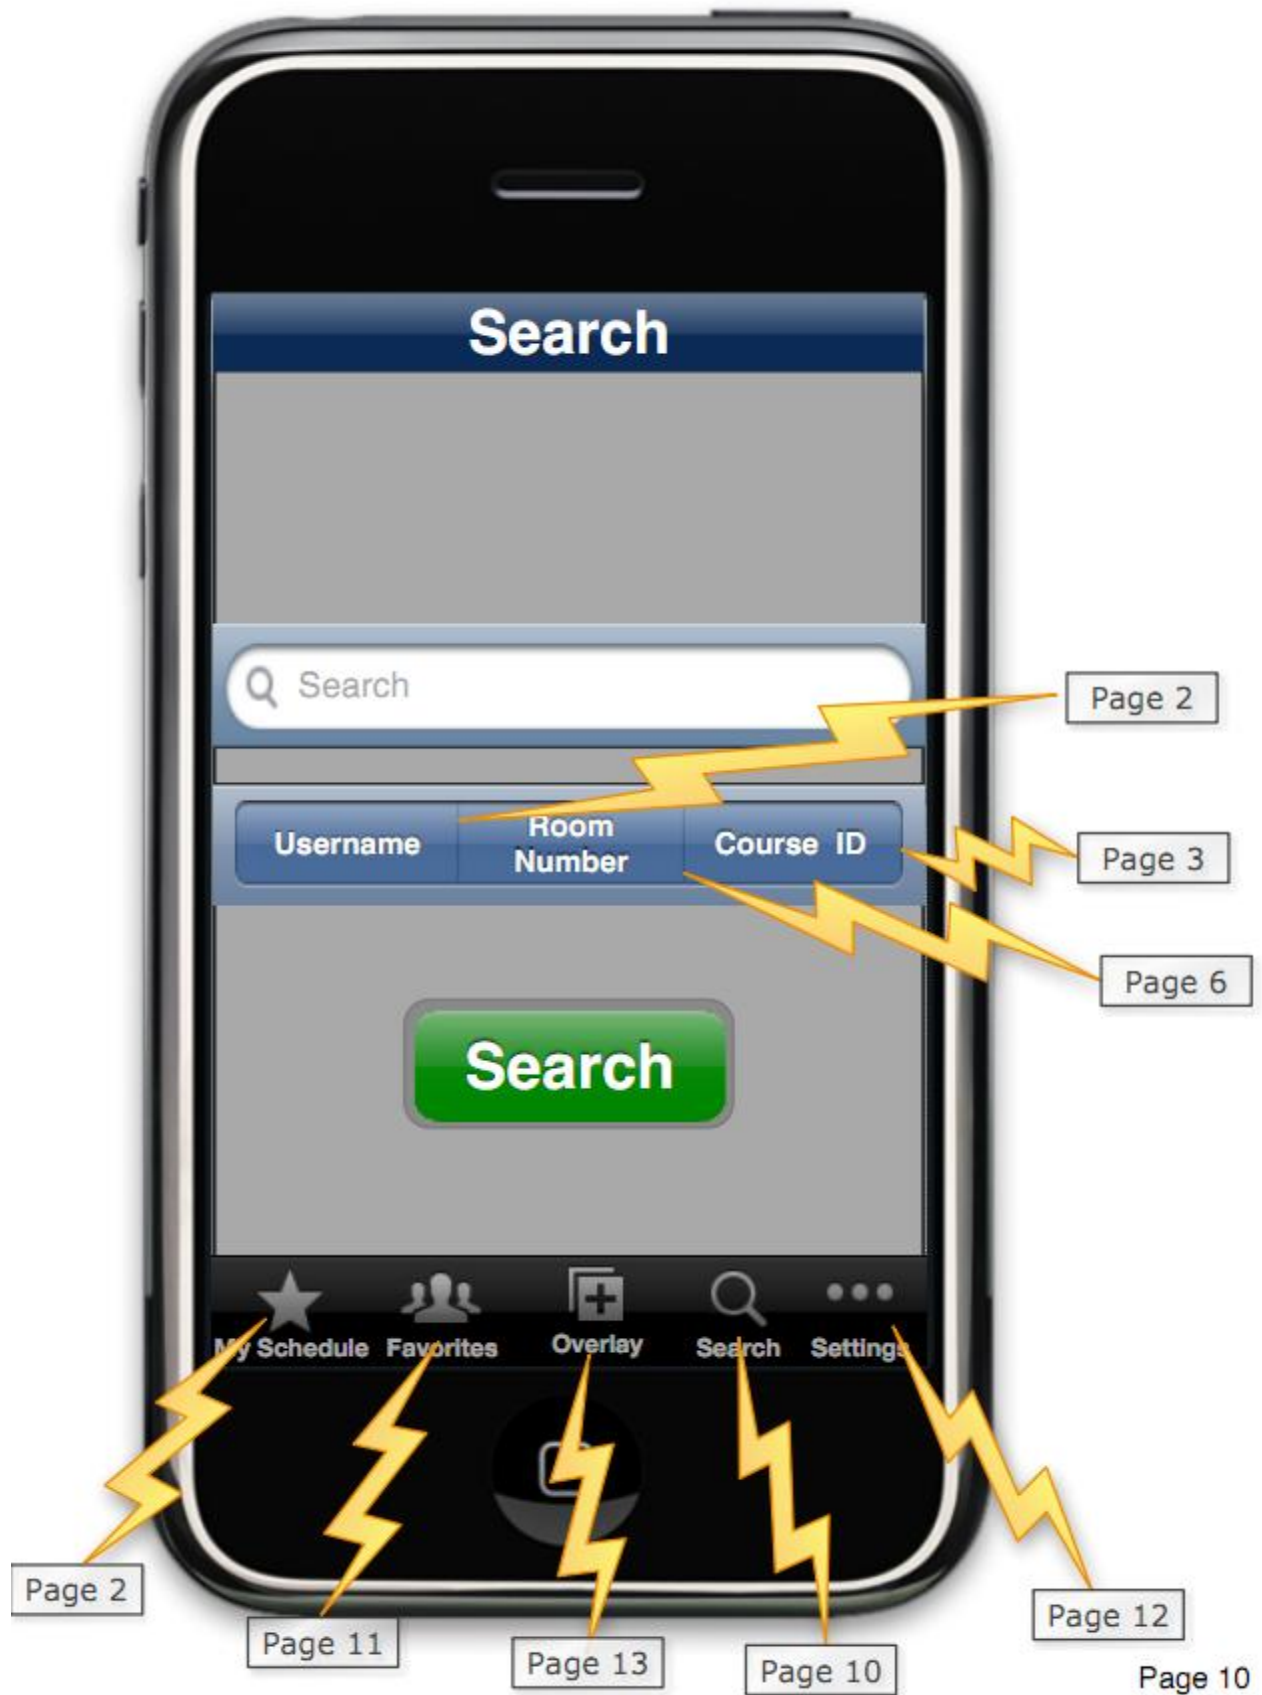 Search
Search
Page 2
Username
Room
Number
Course ID
Page 3
Page 6
Search
My Schedule
Favorites
Overlay
Search
Settings
Page 2
Page 11
Page 13
Page 10
Page 12
Page 10